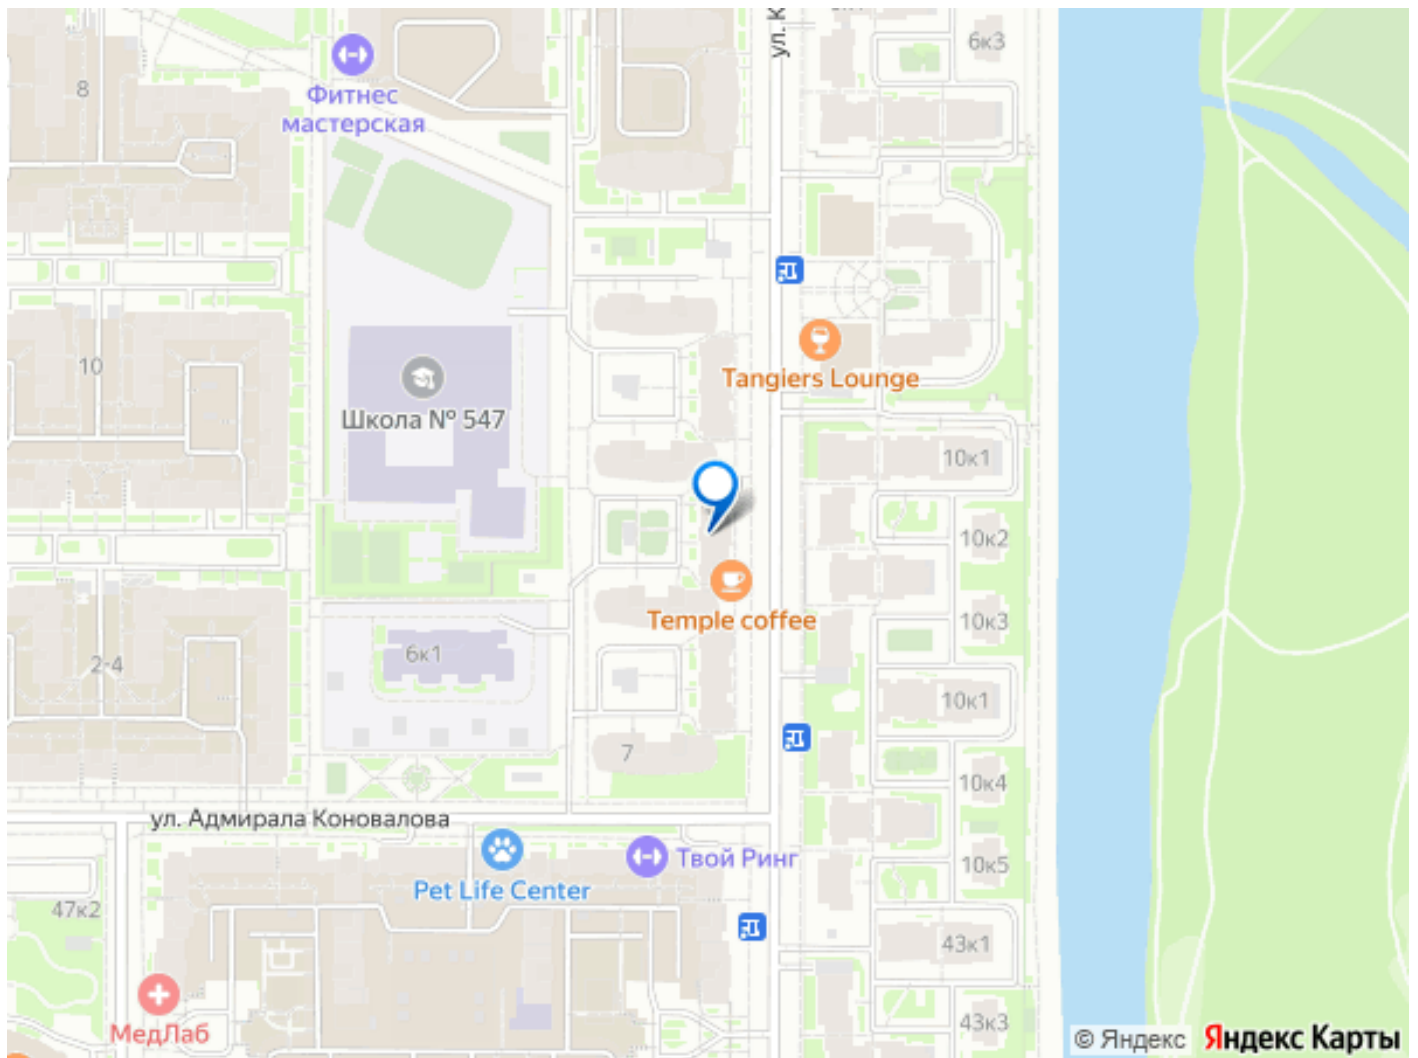 6к3
8
Фитнес
мастерская
Tangiers Lounge
10
Школа № 547
10к1
10к2
Temple coffee
10к3
6к1
2-4
10к1
7
10к4
ул. Адмирала Коновалова
Твой Ринг
Pet Life Center
10к5
47к2
43к1
МедЛаб
43к3
© Яндекс Яндекс Карты